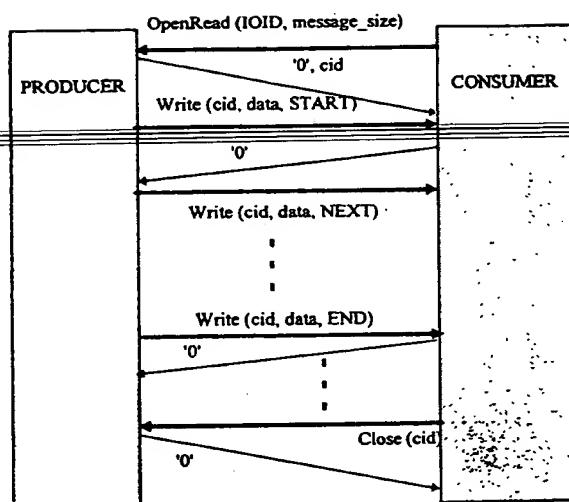 OpenRead (IOID, message_size)
'0', cid
PRODUCER
CONSUMER
Write (cid, data, START)
'0'
Write (cid, data, NEXT)
Write (cid, data, END)
'0'
Close (cid)
'0'